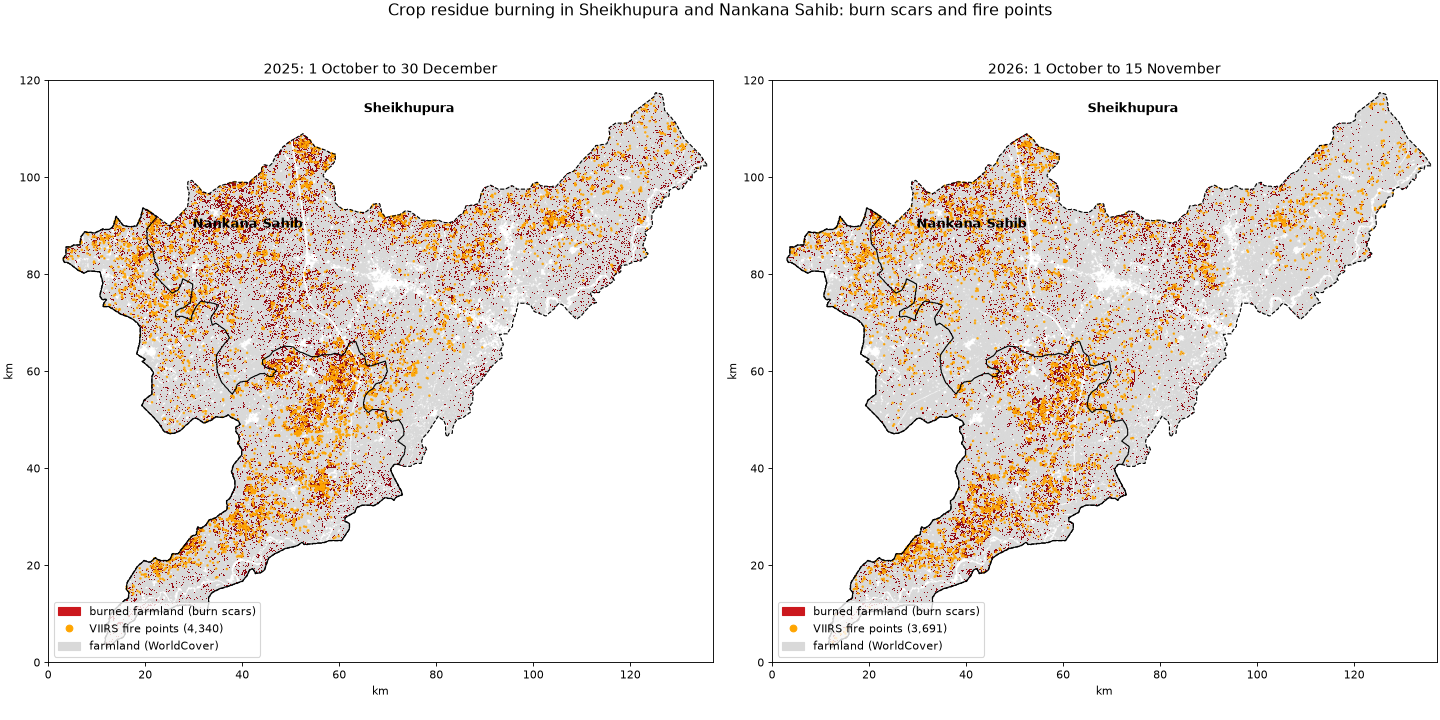 Crop residue burning in Sheikhupura and Nankana Sahib: burn scars and fire points
2025: 1 October to 30 December
120
100
80
60
40
20
0
km
Sheikhupura
Nankana Sahib
burned farmland (burn scars)
VIIRS fire points (4,340)
farmland (WorldCover)
0 20 40 60 80 100 120
km
2026: 1 October to 15 November
120
100
80
60
40
20
0
km
Sheikhupura
Nankana Sahib
burned farmland (burn scars)
VIIRS fire points (3,691)
farmland (WorldCover)
0 20 40 60 80 100 120
km